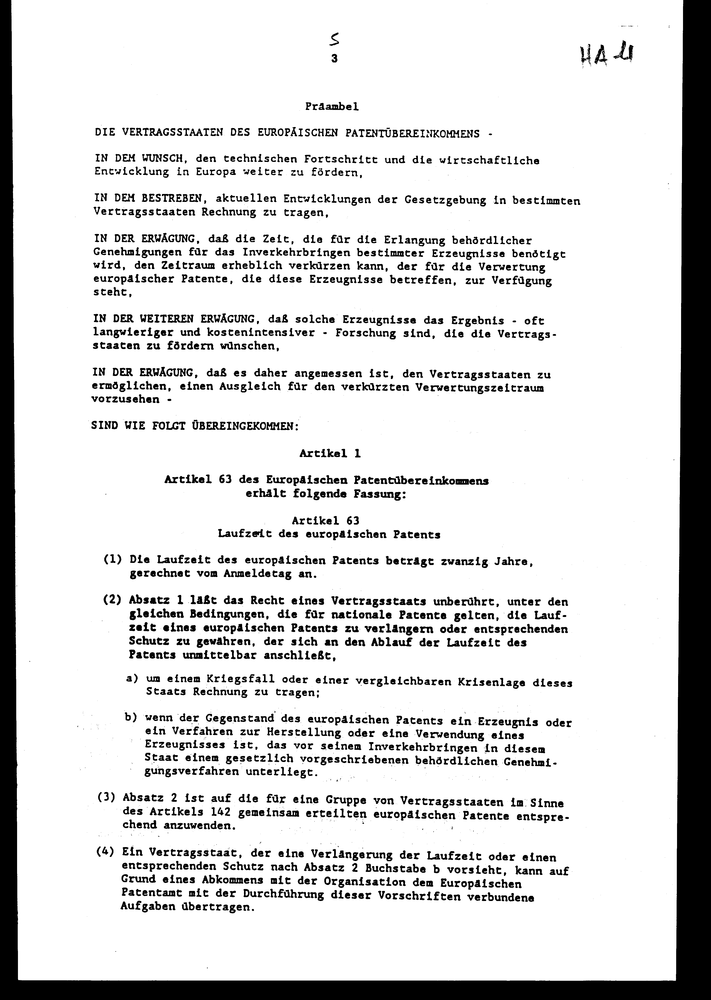 S
3
HA
Präambel
DIE VERTRAGSSTAATEN DES EUROPÄISCHEN PATENTÜBEREINKOMMENS -
IN DEM WUNSCH, den technischen Fortschritt und die wirtschaftliche
Entwicklung in Europa weiter zu fördern,
IN DEM BESTREBEN, aktuellen Entwicklungen der Gesetzgebung in bestimmten
Vertragsstaaten Rechnung zu tragen,
IN DER ERWÄGUNG, daß die Zeit, die für die Erlangung behördlicher
Genehmigungen für das Inverkehrbringen bestimmter Erzeugnisse benötigt
wird, den Zeitraum erheblich verkürzen kann, der für die Verwertung
europäischer Patente, die diese Erzeugnisse betreffen, zur Verfügung
steht,
IN DER WEITEREN ERWÄGUNG, daß solche Erzeugnisse das Ergebnis - oft
langwieriger und kostenintensiver - Forschung sind, die die Vertrags-
staaten zu fördern wünschen,
IN DER ERWÄGUNG, daß es daher angemessen ist, den Vertragsstaaten zu
ermöglichen, einen Ausgleich für den verkürzten Verwertungszeitraum
vorzusehen -
SIND WIE FOLGT ÜBEREINGEKOMMEN:
Artikel 1
Artikel 63 des Europäischen Patentübereinkommens
erhält folgende Fassung:
Artikel 63
Laufzeit des europäischen Patents
(1) Die Laufzeit des europäischen Patents beträgt zwanzig Jahre,
gerechnet vom Anmeldetag an.
(2) Absatz 1 läßt das Recht eines Vertragsstaats unberührt, unter den
gleichen Bedingungen, die für nationale Patente gelten, die Lauf-
zeit eines europäischen Patents zu verlängern oder entsprechenden
Schutz zu gewähren, der sich an den Ablauf der Laufzeit des
Patents unmittelbar anschließt,
a) um einem Kriegsfall oder einer vergleichbaren Krisenlage dieses
Staats Rechnung zu tragen;
b) wenn der Gegenstand des europäischen Patents ein Erzeugnis oder
ein Verfahren zur Herstellung oder eine Verwendung eines
Erzeugnisses ist, das vor seinem Inverkehrbringen in diesem
Staat einem gesetzlich vorgeschriebenen behördlichen Genehmi-
gungsverfahren unterliegt.
(3) Absatz 2 ist auf die für eine Gruppe von Vertragsstaaten im Sinne
des Artikels 142 gemeinsam erteilten europäischen Patente entspre-
chend anzuwenden.
(4) Ein Vertragsstaat, der eine Verlängerung der Laufzeit oder einen
entsprechenden Schutz nach Absatz 2 Buchstabe b vorsieht, kann auf
Grund eines Abkommens mit der Organisation dem Europäischen
Patentamt mit der Durchführung dieser Vorschriften verbundene
Aufgaben übertragen.